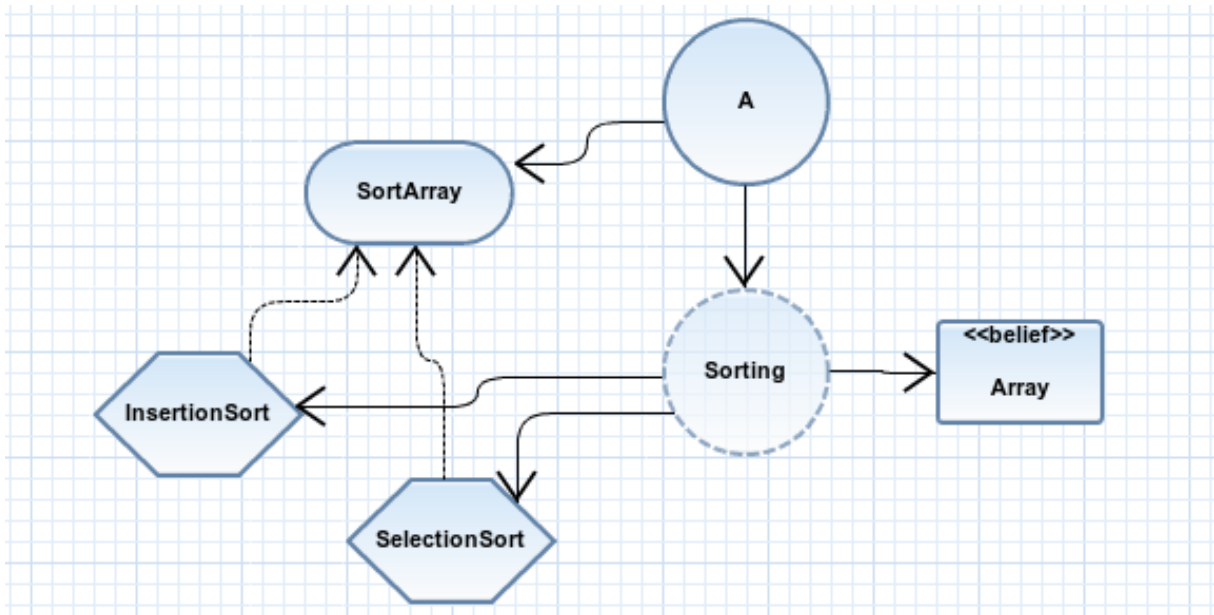 A
SortArray
<<belief>>
Sorting
Array
InsertionSort
SelectionSort